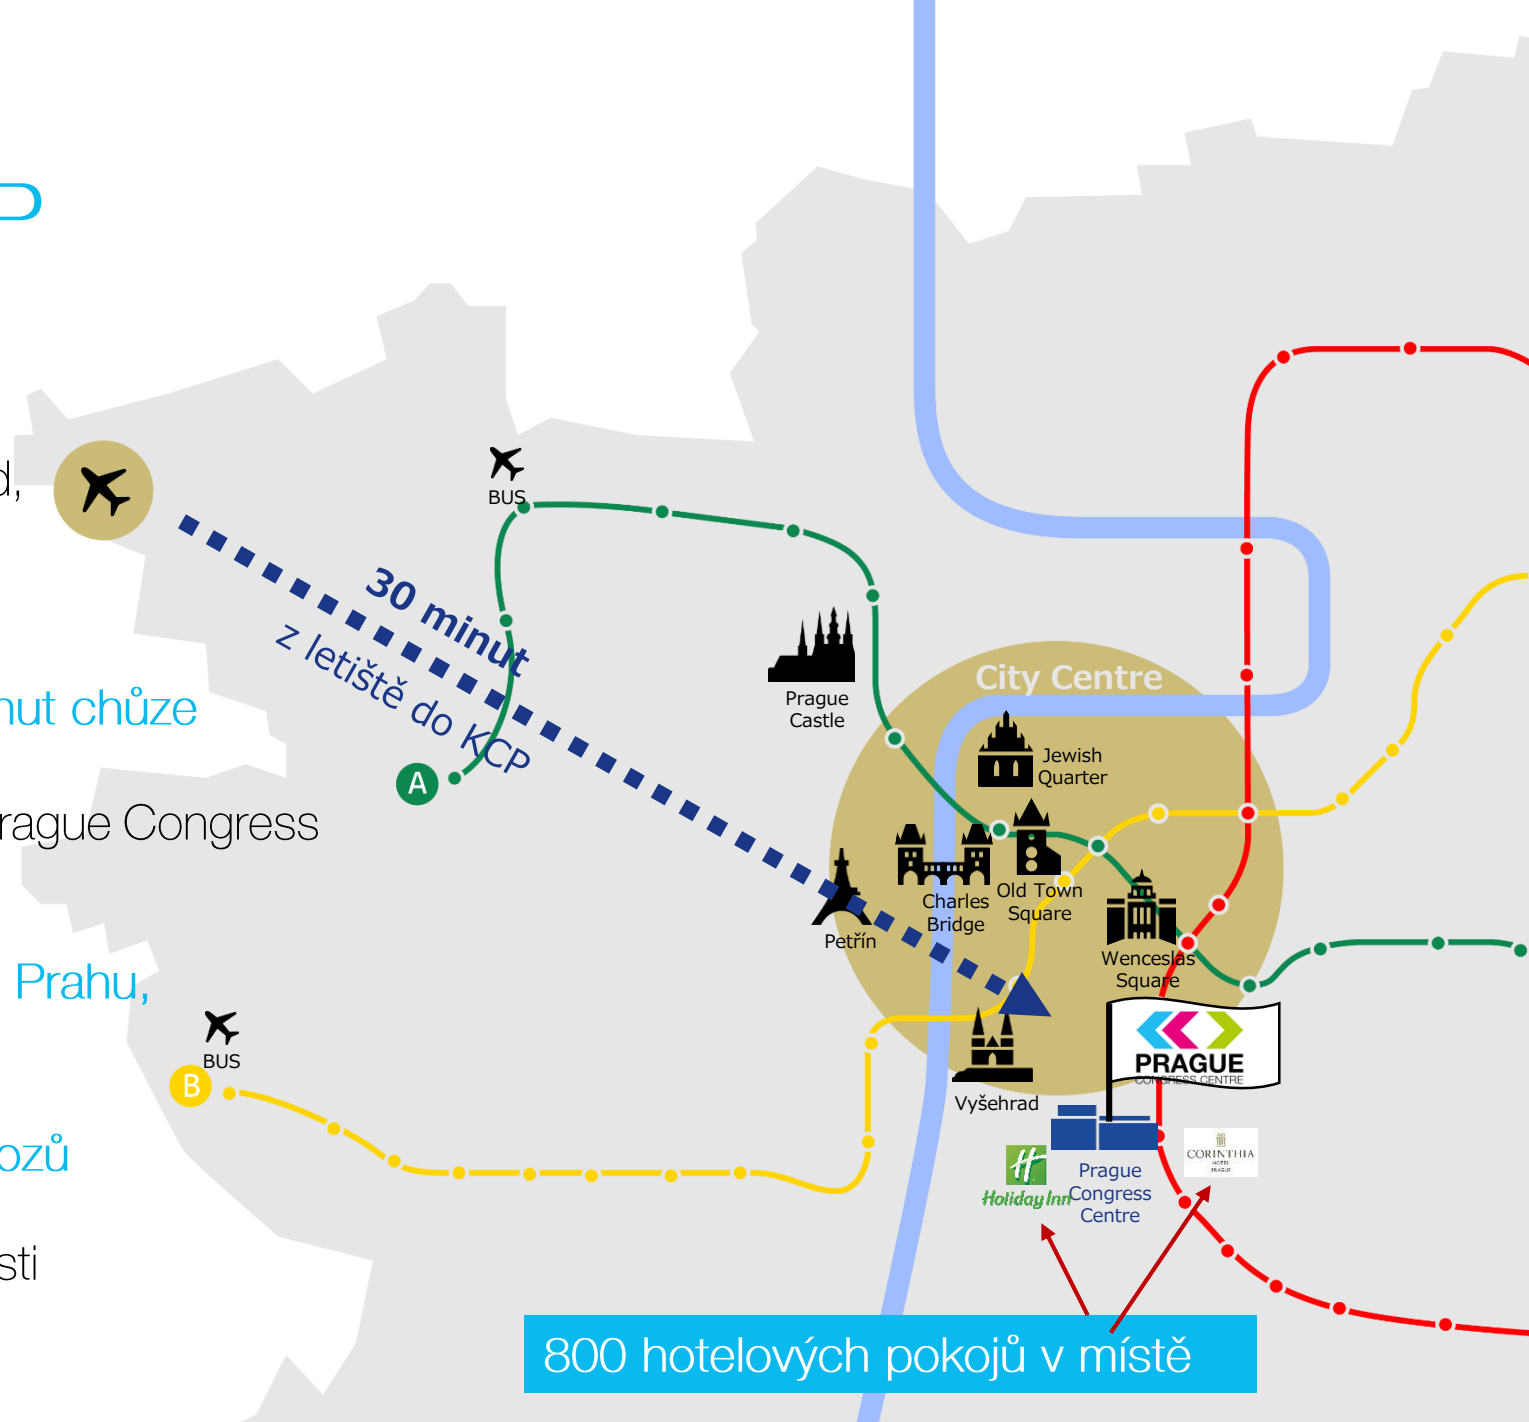 d,
nut chůze
rague Congress
Prahu,
ozů
sti
BUS
30 minut
z letiště do KCP
A
Prague
Castle
City Centre
Jewish
Quarter
Old Town
Square
Charles
Bridge
Petřín
Wenceslas
Square
BUS
B
Vyšehrad
PRAGUE
CONGRESS CENTRE
H
Holiday Inn
Prague
Congress
Centre
CORINTHIA
HOTEL
PRAGUE
800 hotelových pokojů v místě